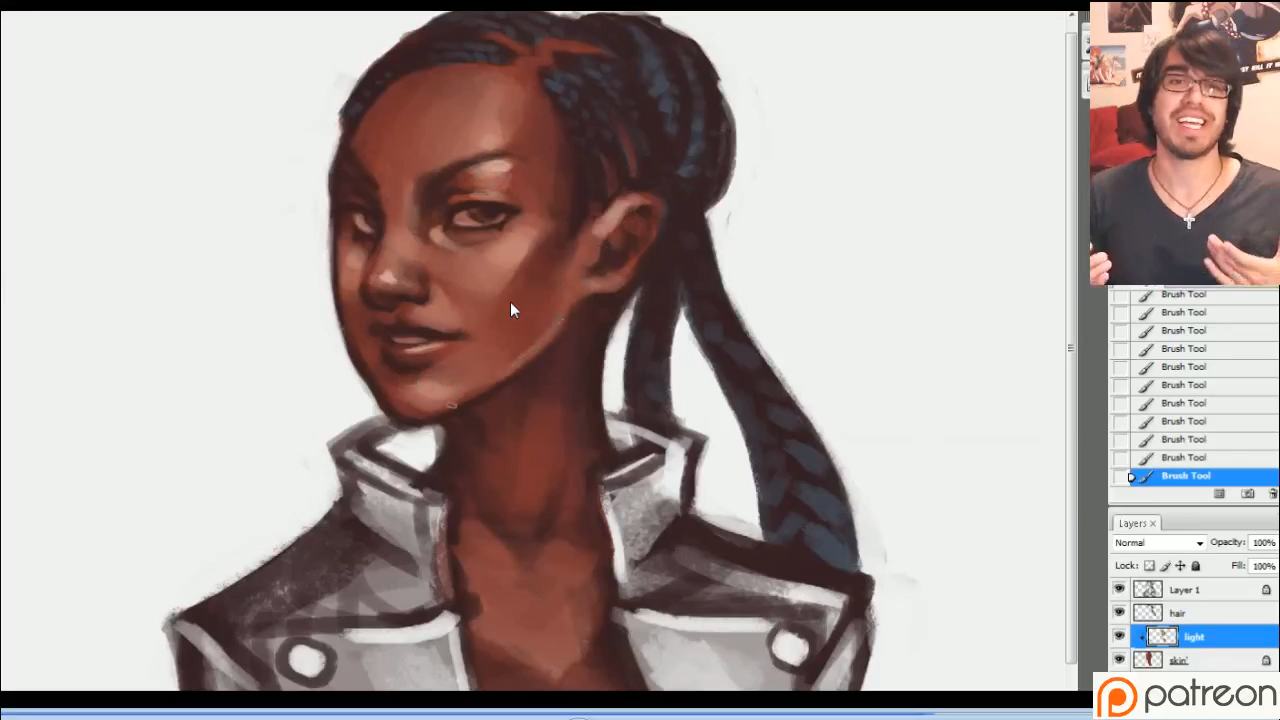 Brush Tool
Brush Tool
Brush Tool
Brush Tool
Brush Tool
Brush Tool
Brush Tool
Brush Tool
Brush Tool
Brush Tool
Brush Tool
Layers ×
Normal Opacity: 100%
Lock: Fill: 100%
Layer 1
hair
light
skin'
patreon